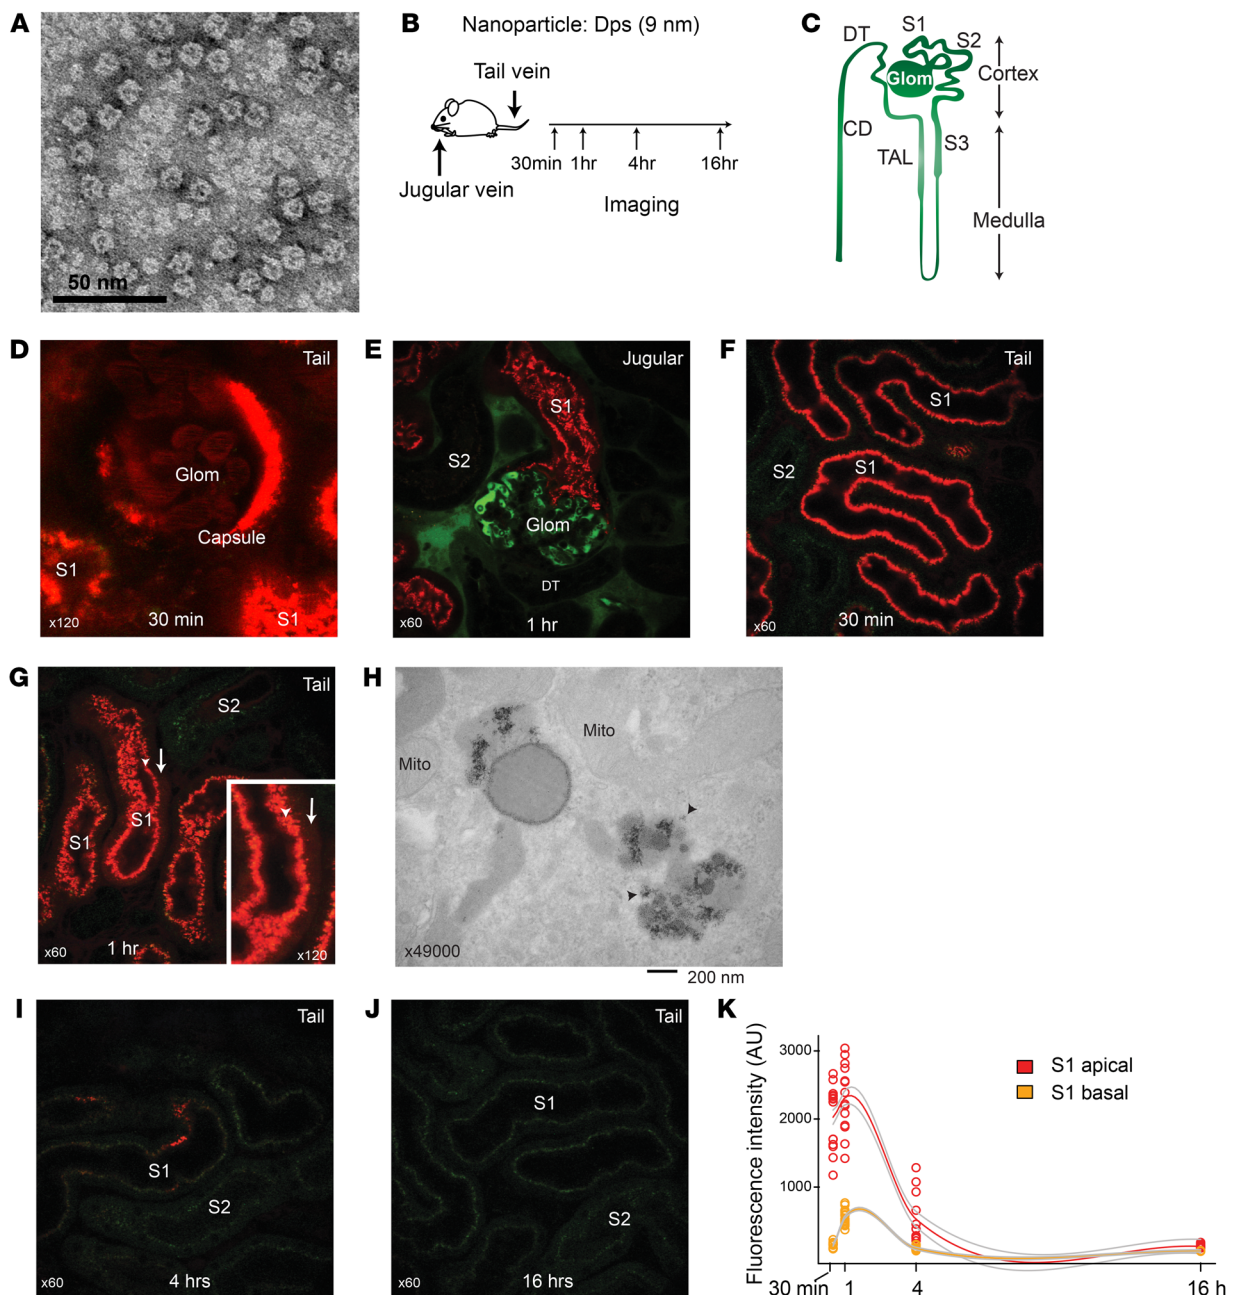 A
50 nm
B
Nanoparticle: Dps (9 nm)
Tail vein
30min
1hr
4hr
16hr
Jugular vein
Imaging
C
DT
S1
S2
Glom
Cortex
CD
TAL
S3
Medulla
D
Tail
Glom
Capsule
S1
S1
x120
30 min
E
Jugular
S1
S2
Glom
DT
x60
1 hr
F
Tail
S1
S2
S1
x60
30 min
G
Tail
S2
S1
S1
x60
1 hr
x120
H
Mito
Mito
x49000
200 nm
I
Tail
S1
S2
x60
4 hrs
J
Tail
S1
S2
x60
16 hrs
K
Fluorescence intensity (AU)
3000
2000
1000
S1 apical
S1 basal
30 min
1
4
16 h